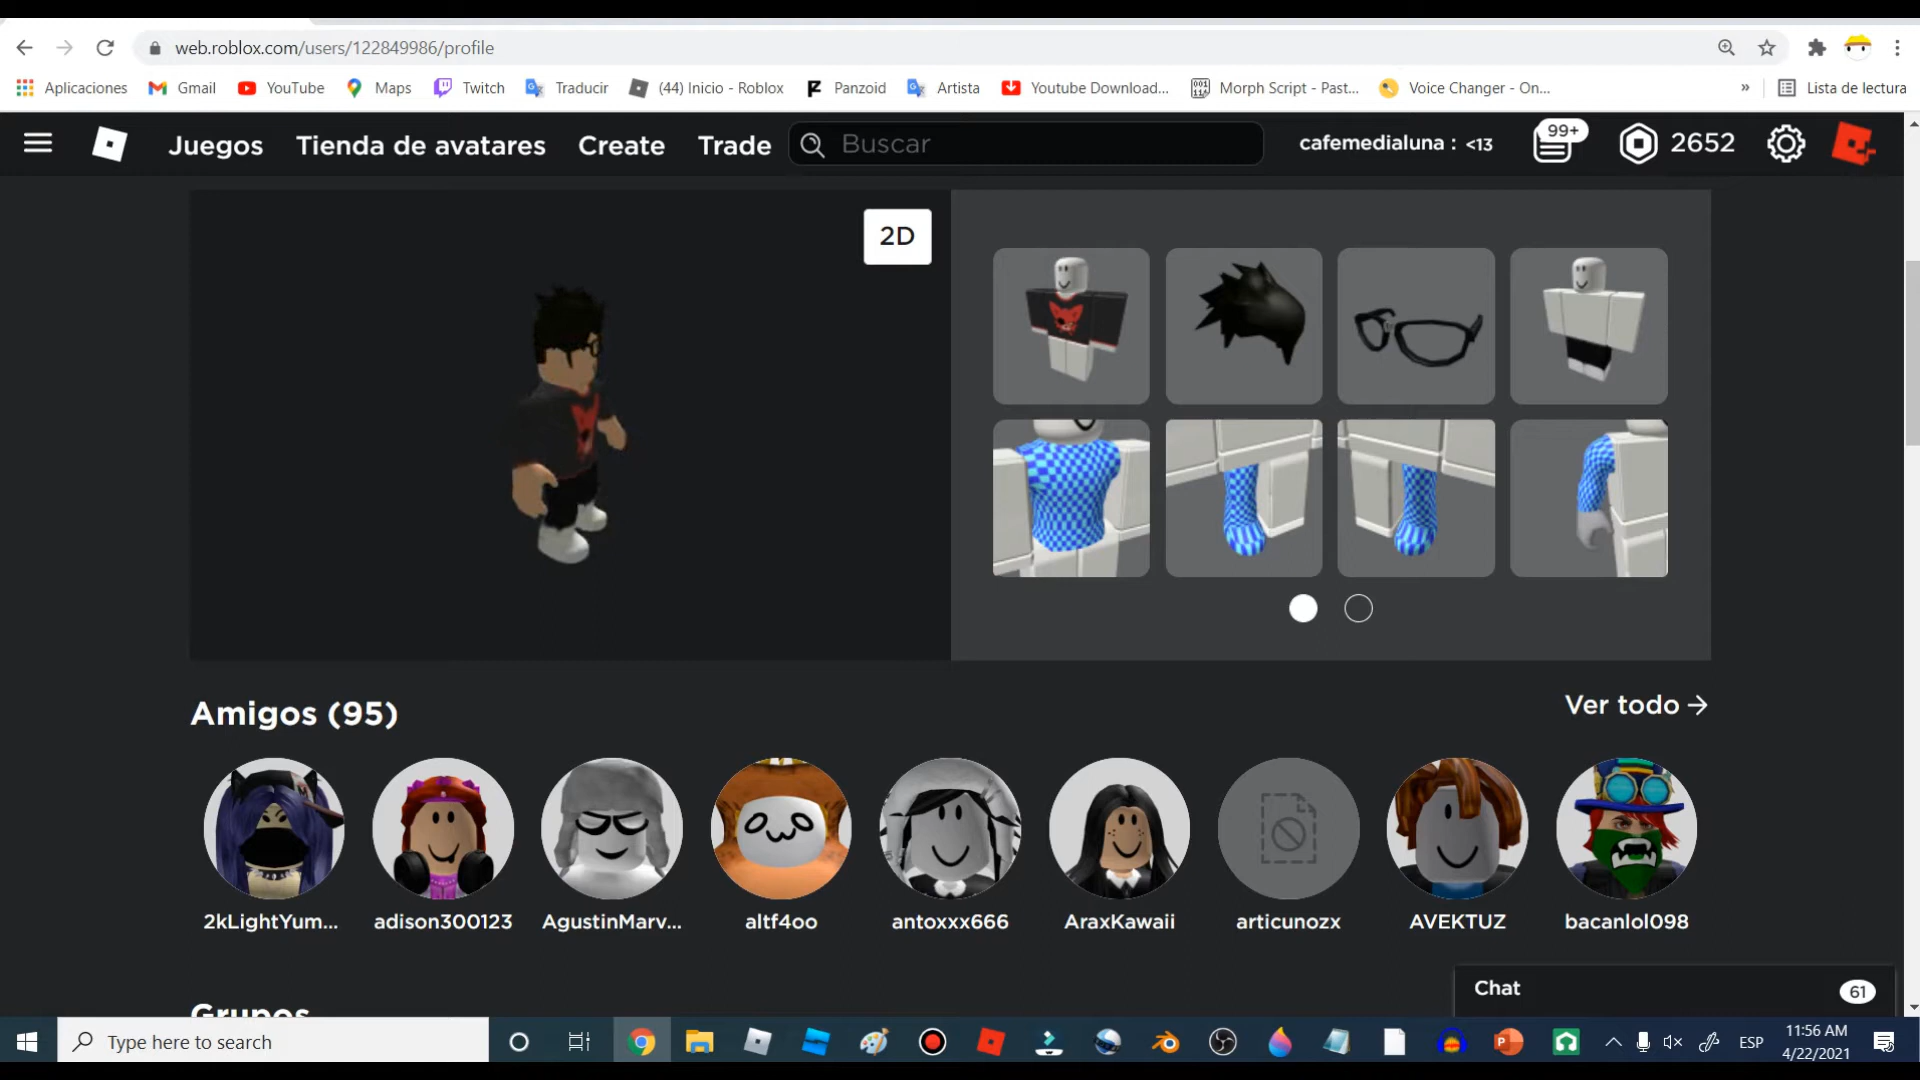 web.roblox.com/users/122849986/profile
Aplicaciones Gmail YouTube Maps Twitch Traducir (44) Inicio - Roblox Panzoid Artista Youtube Download... Morph Script - Past... Voice Changer - On... » Lista de lectura
Juegos Tienda de avatares Create Trade Buscar cafemedialuna : <13 99+ 2652
2D
Amigos (95)
Ver todo →
2kLightYum... adison300123 AgustinMarv... altf4oo antoxxx666 AraxKawaii articunozx AVEKTUZ bacanlol098
Grupos
Chat 61
Type here to search
ESP
11:56 AM
4/22/2021